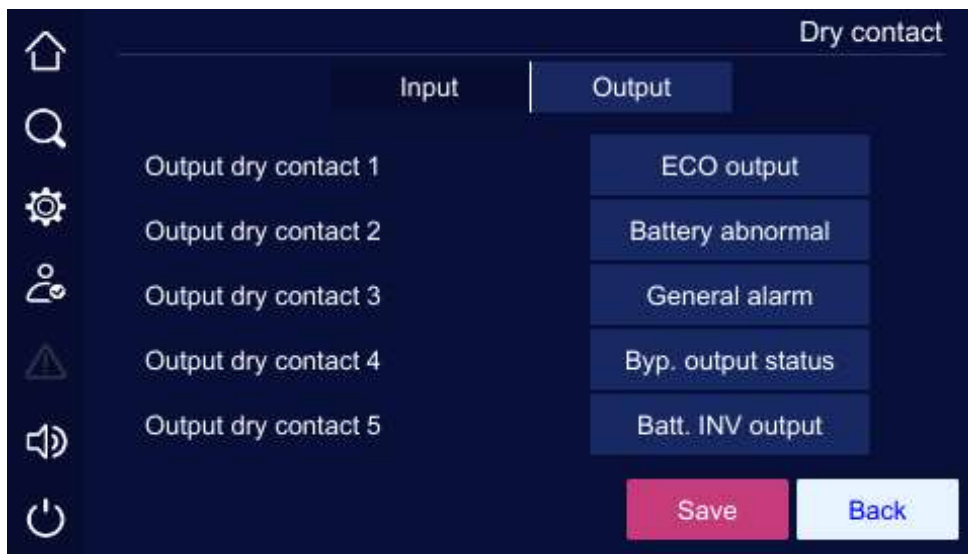 Dry contact
Input Output
Output dry contact 1 ECO output
Output dry contact 2 Battery abnormal
Output dry contact 3 General alarm
Output dry contact 4 Byp. output status
Output dry contact 5 Batt. INV output
Save Back